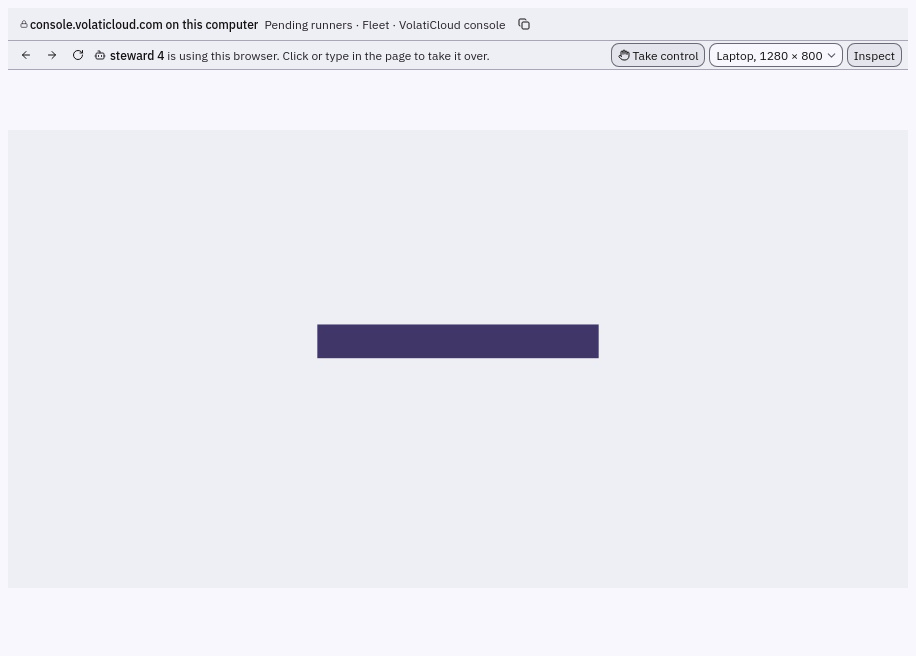 console.volaticloud.com on this computer Pending runners · Fleet · VolatiCloud console
steward 4 is using this browser. Click or type in the page to take it over. Take control Laptop, 1280 × 800 Inspect